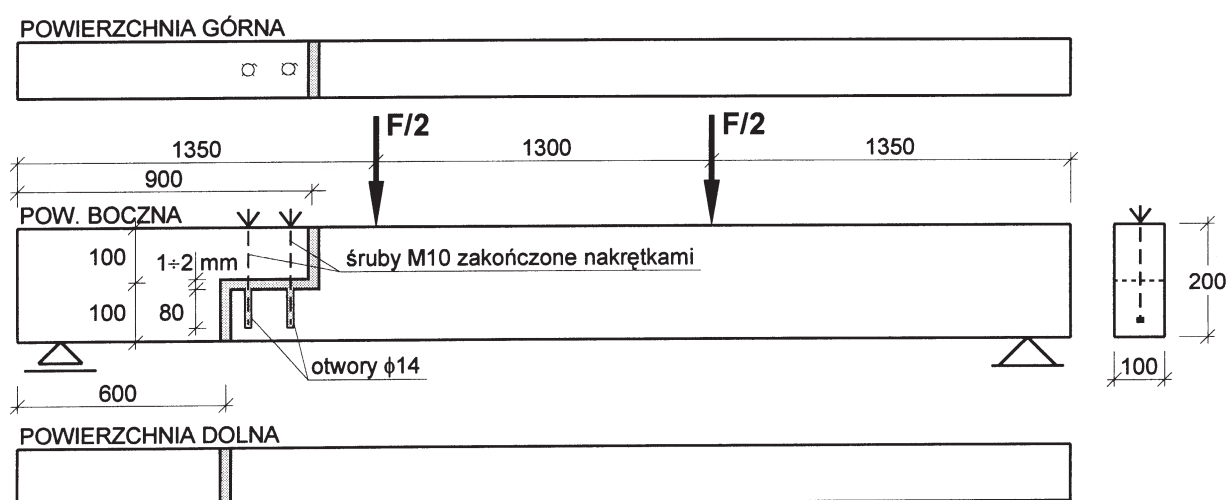 POWIERZCHNIA GÓRNA
F/2
F/2
1350
1300
1350
900
POW. BOCZNA
100
1÷2 mm
śruby M10 zakończone nakrętkami
100
80
200
otwory ϕ14
100
600
POWIERZCHNIA DOLNA